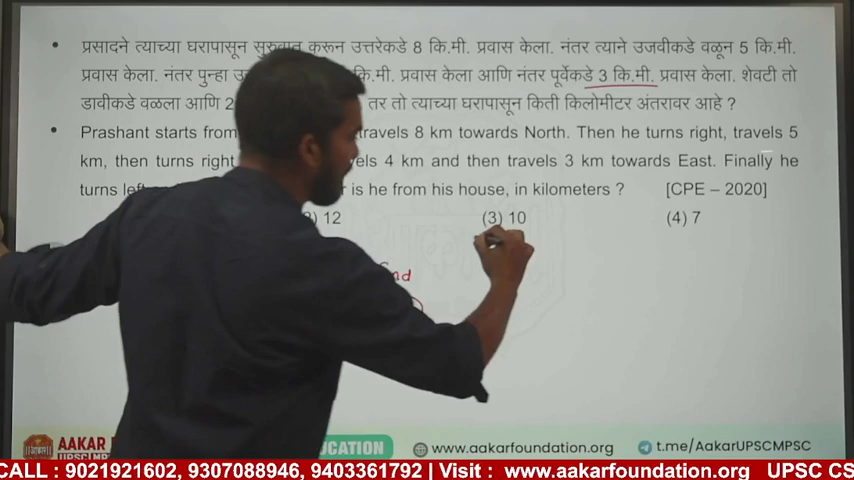 प्रसादने त्याच्या घरापासून सुरुवात करून उत्तरेकडे 8 कि.मी. प्रवास केला. नंतर त्याने उजवीकडे वळून 5 कि.मी.
प्रवास केला. नंतर पुन्हा कि.मी. प्रवास केला आणि नंतर पूर्वेकडे 3 कि.मी. प्रवास केला. शेवटी तो
डावीकडे वळला आणि 2 तर तो त्याच्या घरापासून किती किलोमीटर अंतरावर आहे ?
Prashant starts from travels 8 km towards North. Then he turns right, travels 5
km, then turns right 4 km and then travels 3 km towards East. Finally he
turns is he from his house, in kilometers ? [CPE – 2020]
12 (3) 10 (4) 7
AAKAR
UCATION www.aakarfoundation.org t.me/AakarUPSCMPSC
CALL : 9021921602, 9307088946, 9403361792 | Visit : www.aakarfoundation.org UPSC CS